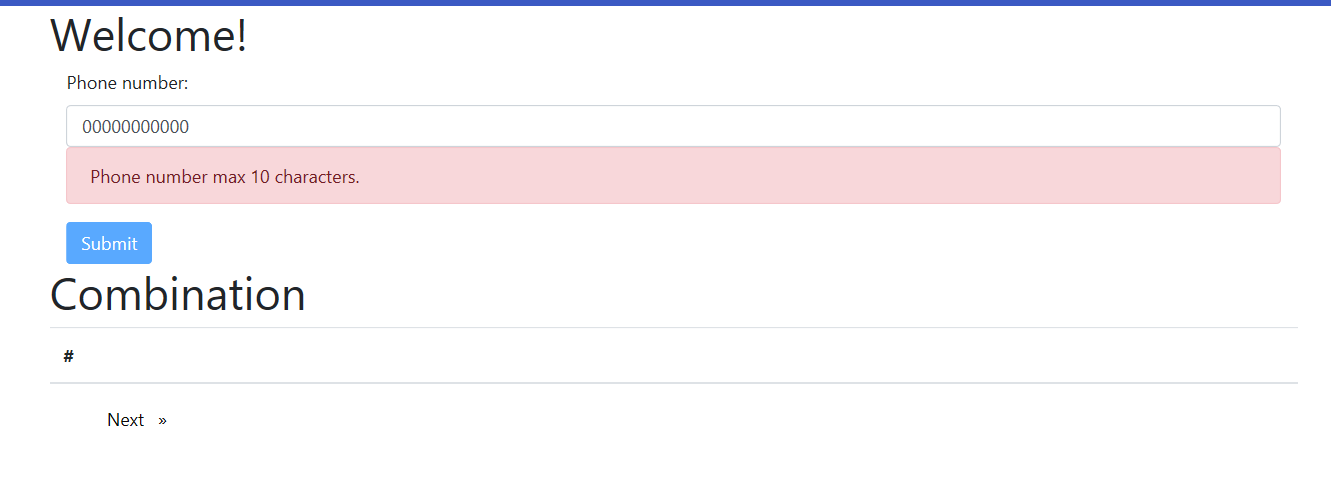 Welcome!
Phone number:
00000000000
Phone number max 10 characters.
Submit
Combination
#
Next »